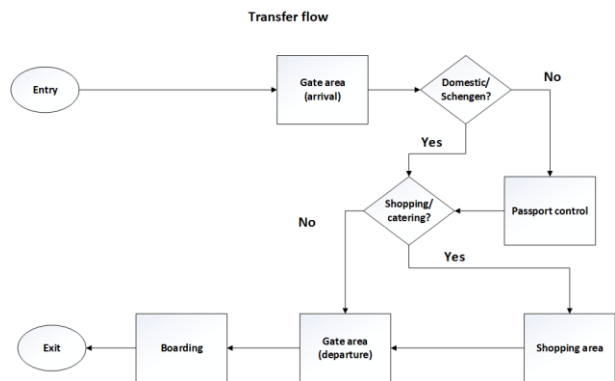 Transfer flow
Entry
Gate area
(arrival)
Domestic/
Schengen?
No
Yes
Shopping/
catering?
Passport control
No
Yes
Exit
Boarding
Gate area
(departure)
Shopping area